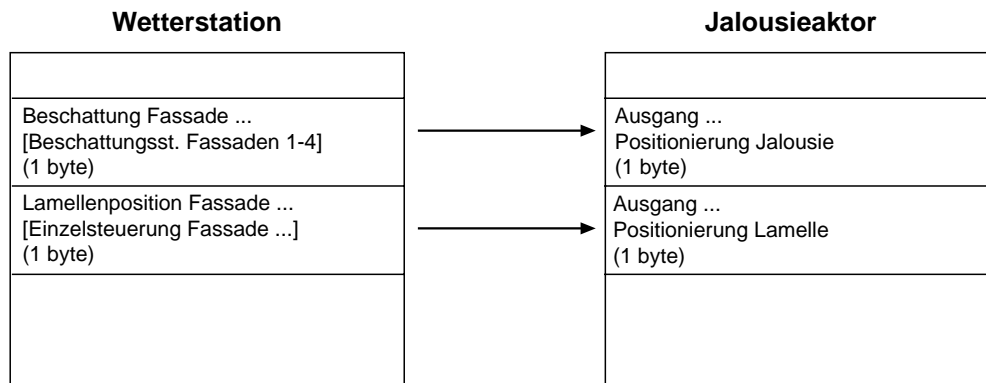 Wetterstation
Jalousieaktor
Beschattung Fassade ...
[Beschattungsst. Fassaden 1-4]
(1 byte)
Ausgang ...
Positionierung Jalousie
(1 byte)
Lamellenposition Fassade ...
[Einzelsteuerung Fassade ...]
(1 byte)
Ausgang ...
Positionierung Lamelle
(1 byte)